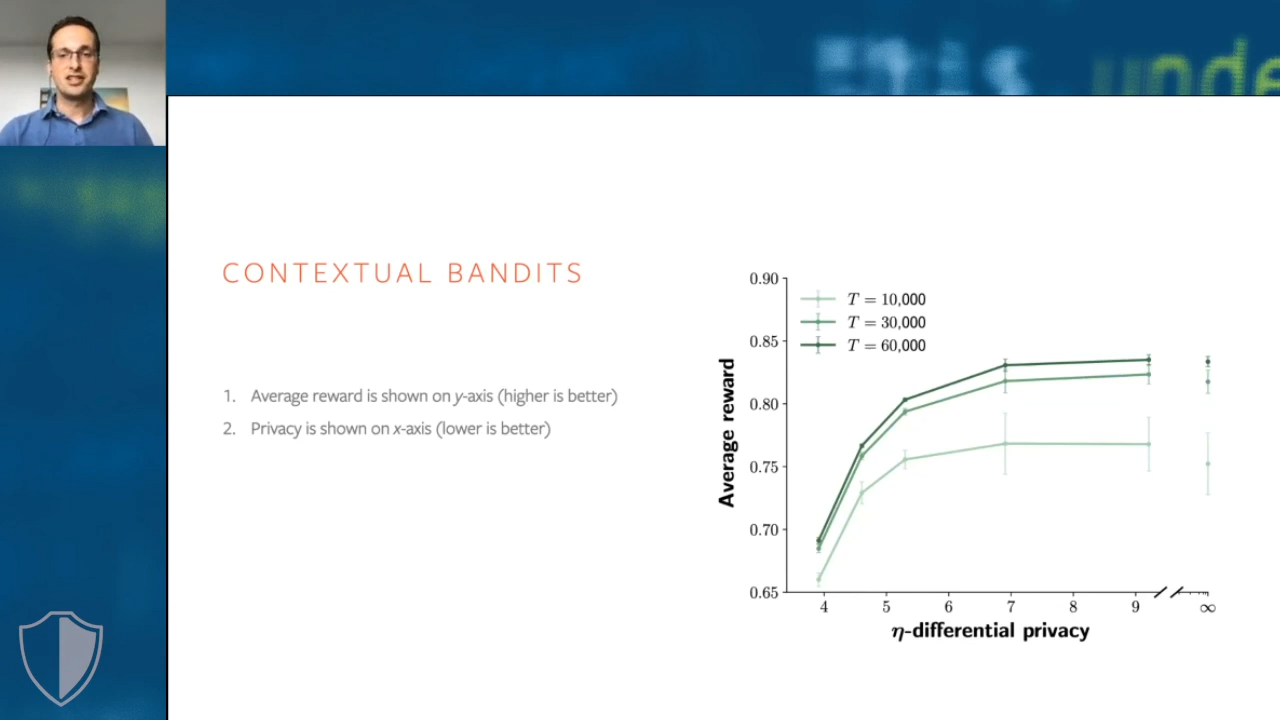 unde
CONTEXTUAL BANDITS
1. Average reward is shown on y-axis (higher is better)
2. Privacy is shown on x-axis (lower is better)
0.90
0.85
0.80
0.75
0.70
0.65
Average reward
T = 10,000
T = 30,000
T = 60,000
4 5 6 7 8 9 ∞
η-differential privacy